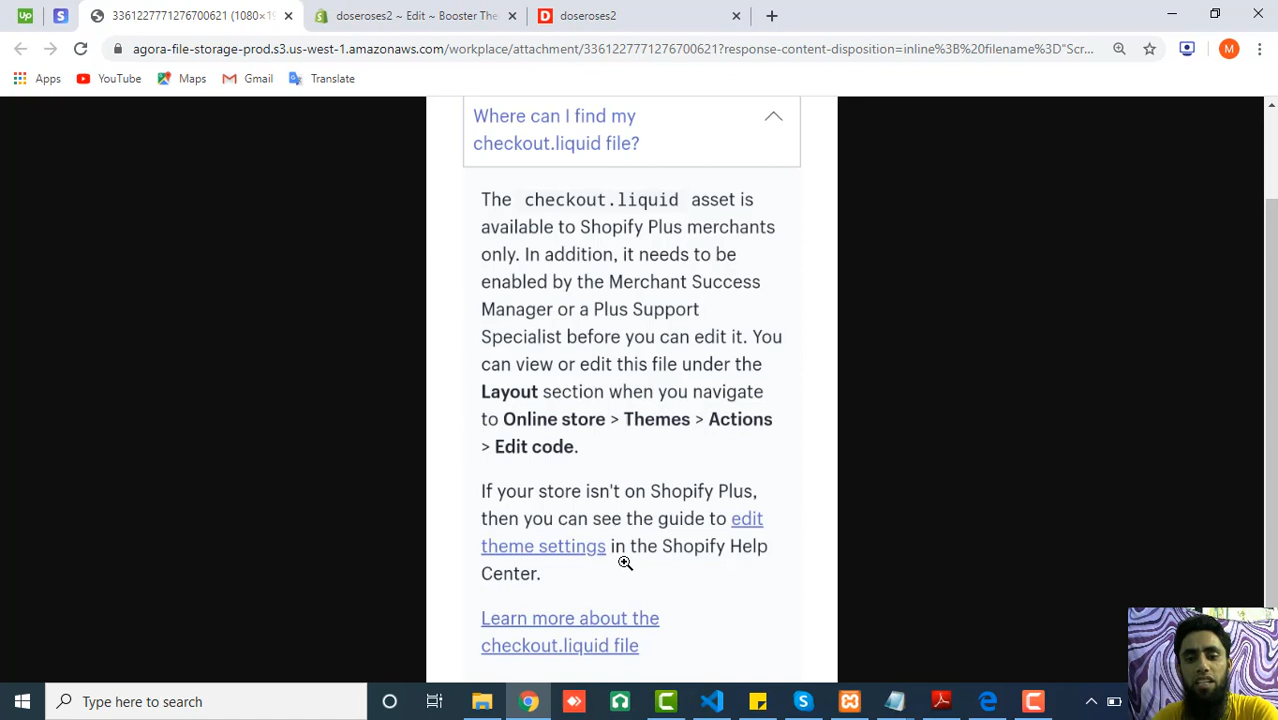 3361227771276700621 (1080×19
doseroses2 ~ Edit ~ Booster The
doseroses2
agora-file-storage-prod.s3.us-west-1.amazonaws.com/workplace/attachment/3361227771276700621?response-content-disposition=inline%3B%20filename%3D"Scr...
M
Apps
YouTube
Maps
Gmail
Translate
Where can I find my
checkout.liquid file?
The checkout.liquid asset is
available to Shopify Plus merchants
only. In addition, it needs to be
enabled by the Merchant Success
Manager or a Plus Support
Specialist before you can edit it. You
can view or edit this file under the
Layout section when you navigate
to Online store > Themes > Actions
> Edit code.
If your store isn't on Shopify Plus,
then you can see the guide to edit
theme settings in the Shopify Help
Center.
Learn more about the
checkout.liquid file
Type here to search